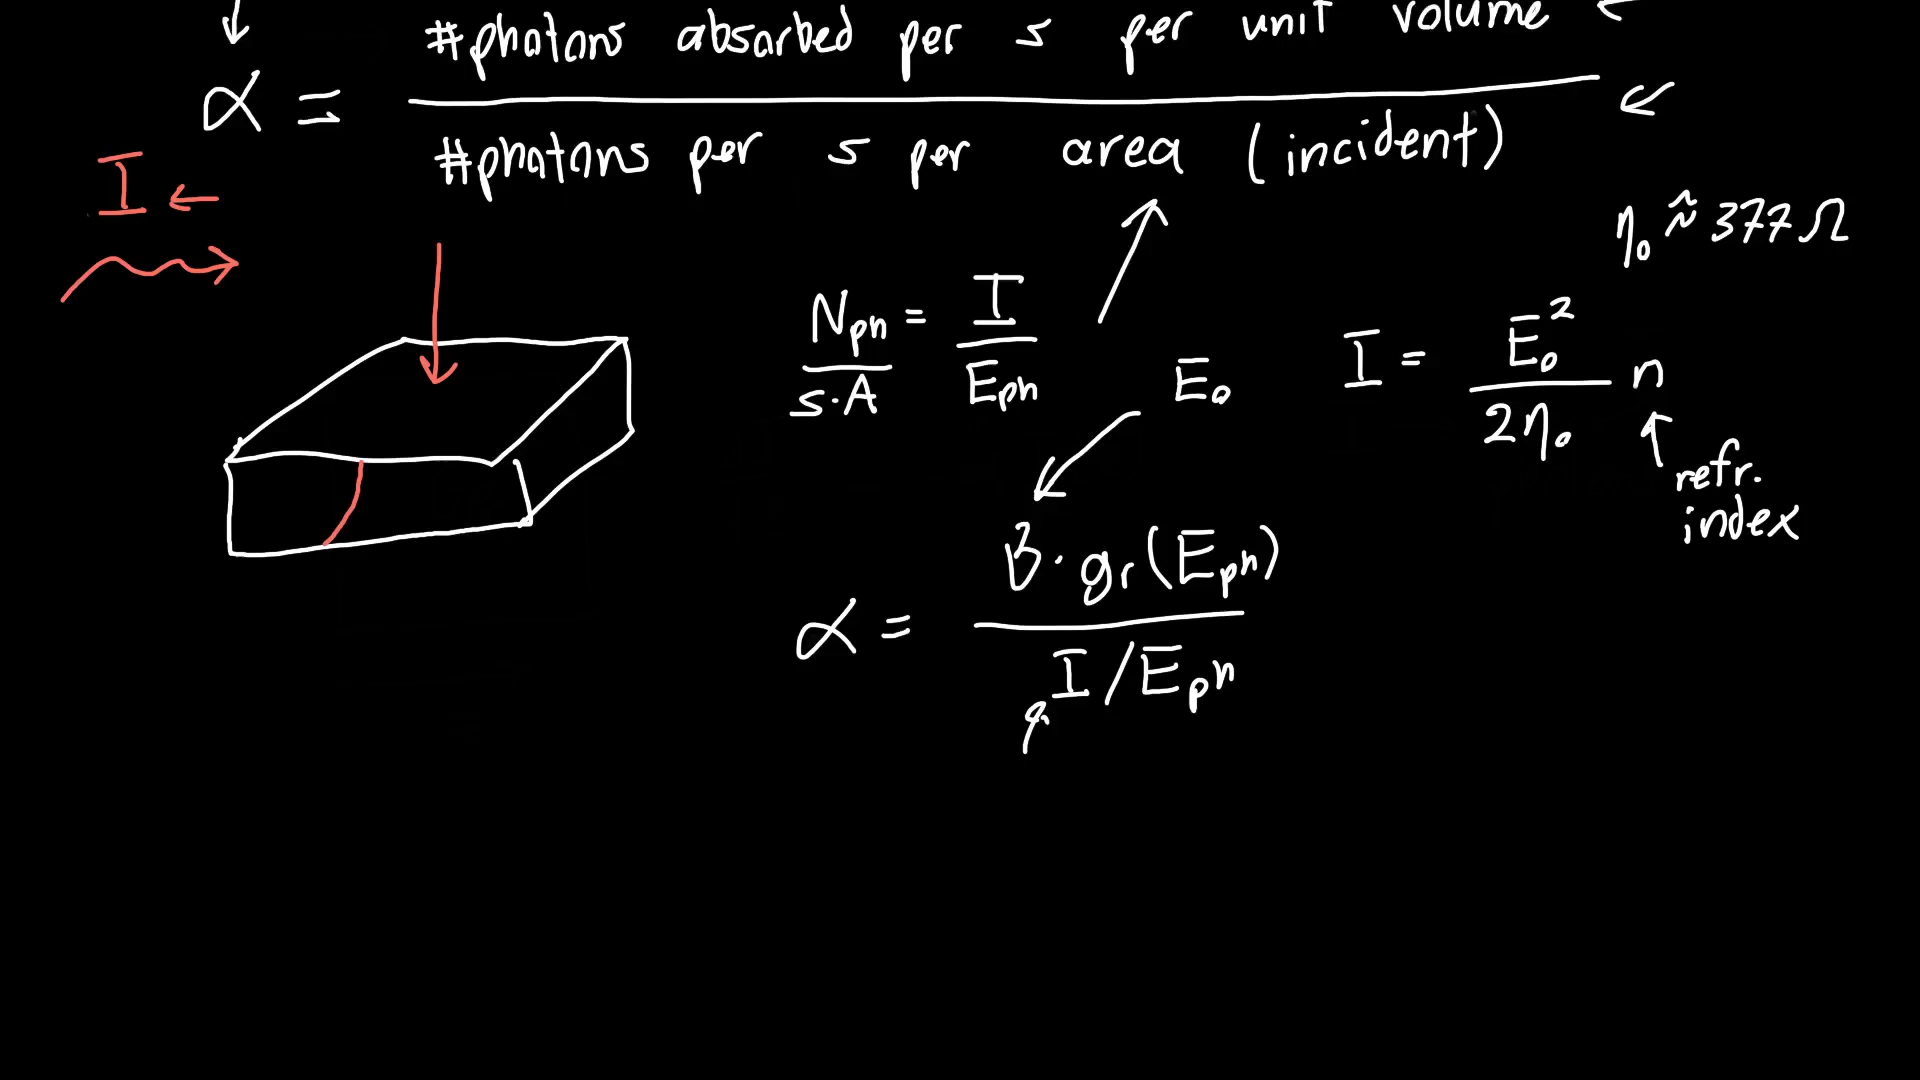 #photons absorbed per s per unit volume
α =
#photons per s per area (incident)
I
η₀ ≈ 377 Ω
N_ph / s·A = I / E_ph
E₀
I = E₀² / 2η₀ n
refr.
index
α = B · g_r(E_ph) / I/E_ph